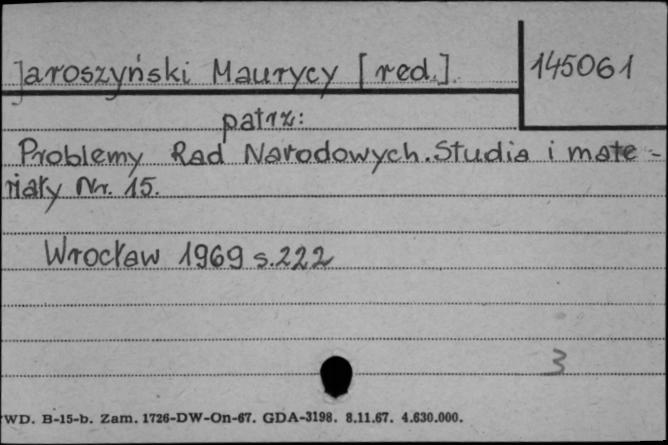 Jaroszyński Maurycy [red.]. 145061
patrz:
Problemy Rad Narodowych. Studia i mate-
riały Nr. 15.
Wrocław 1969 s. 222
3
WD. B-15-b. Zam. 1726-DW-On-67. GDA-3198. 8.11.67. 4.630.000.